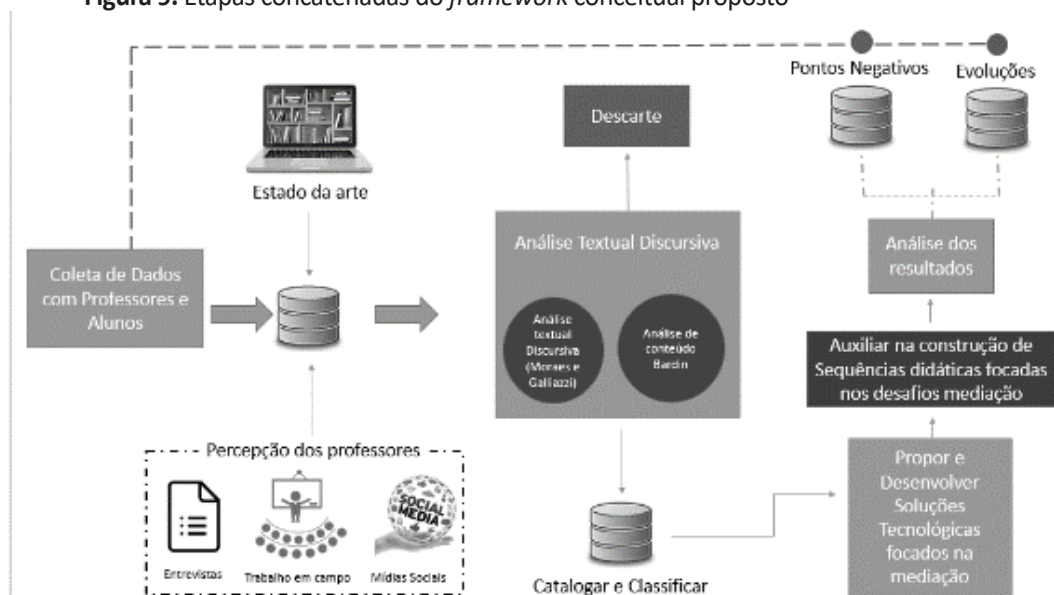 Figura 9: Etapas concatenadas do framework conceitual proposto
Pontos Negativos
Evoluções
Descarte
Estado da arte
Análise Textual Discursiva
Análise dos
resultados
Coleta de Dados
com Professores e
Alunos
Análise
textual
Discursiva
(Moraes e
Galliazzi)
Análise de
conteúdo
Bardin
Auxiliar na construção de
Sequências didáticas focadas
nos desafios mediação
Percepção dos professores
SOCIAL
MEDIA
Entrevistas
Trabalho em campo
Mídias Sociais
Catalogar e Classificar
Propor e
Desenvolver
Soluções
Tecnológicas
focados na
mediação